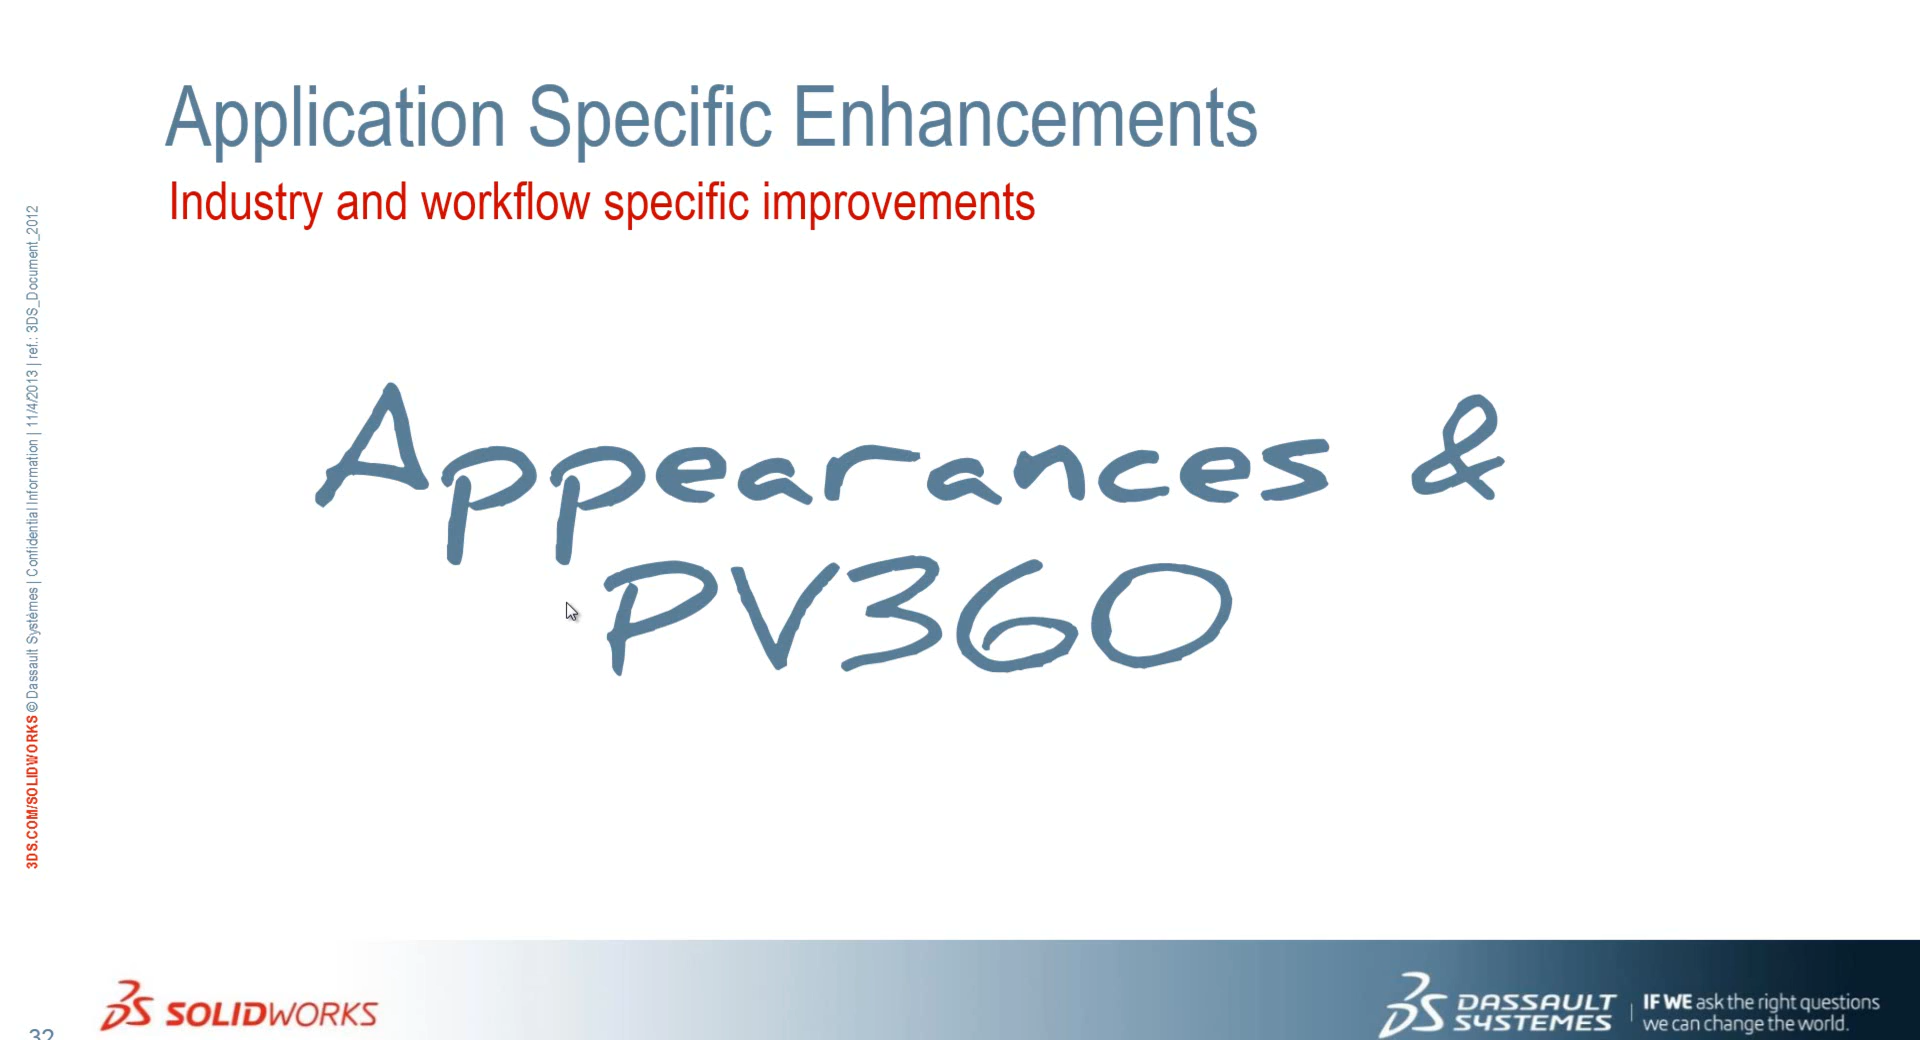 Application Specific Enhancements
Industry and workflow specific improvements
Appearances &
PV360
3DS.COM/SOLIDWORKS © Dassault Systèmes | Confidential Information | 11/4/2013 | ref.: 3DS_Document_2012
32
SOLIDWORKS
DASSAULT SYSTEMES
IF WE ask the right questions
we can change the world.